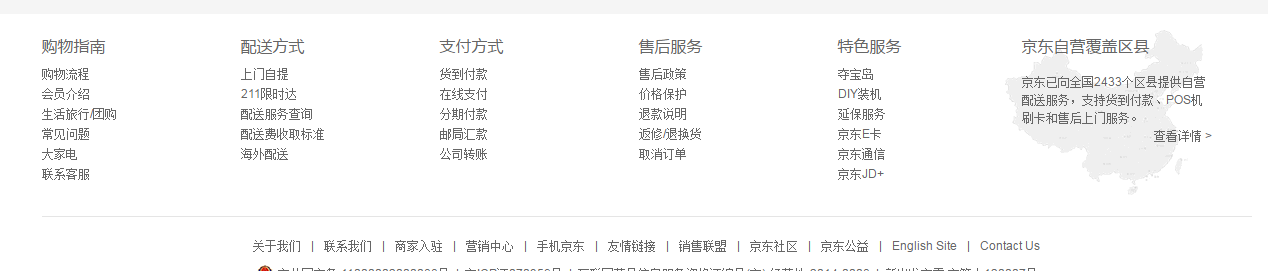 购物指南
购物流程
会员介绍
生活旅行/团购
常见问题
大家电
联系客服
配送方式
上门自提
211限时达
配送服务查询
配送费收取标准
海外配送
支付方式
货到付款
在线支付
分期付款
邮局汇款
公司转账
售后服务
售后政策
价格保护
退款说明
返修/退换货
取消订单
特色服务
夺宝岛
DIY装机
延保服务
京东E卡
京东通信
京东JD+
京东自营覆盖区县
京东已向全国2433个区县提供自营
配送服务，支持货到付款、POS机
刷卡和售后上门服务。
查看详情 >
关于我们 | 联系我们 | 商家入驻 | 营销中心 | 手机京东 | 友情链接 | 销售联盟 | 京东社区 | 京东公益 | English Site | Contact Us